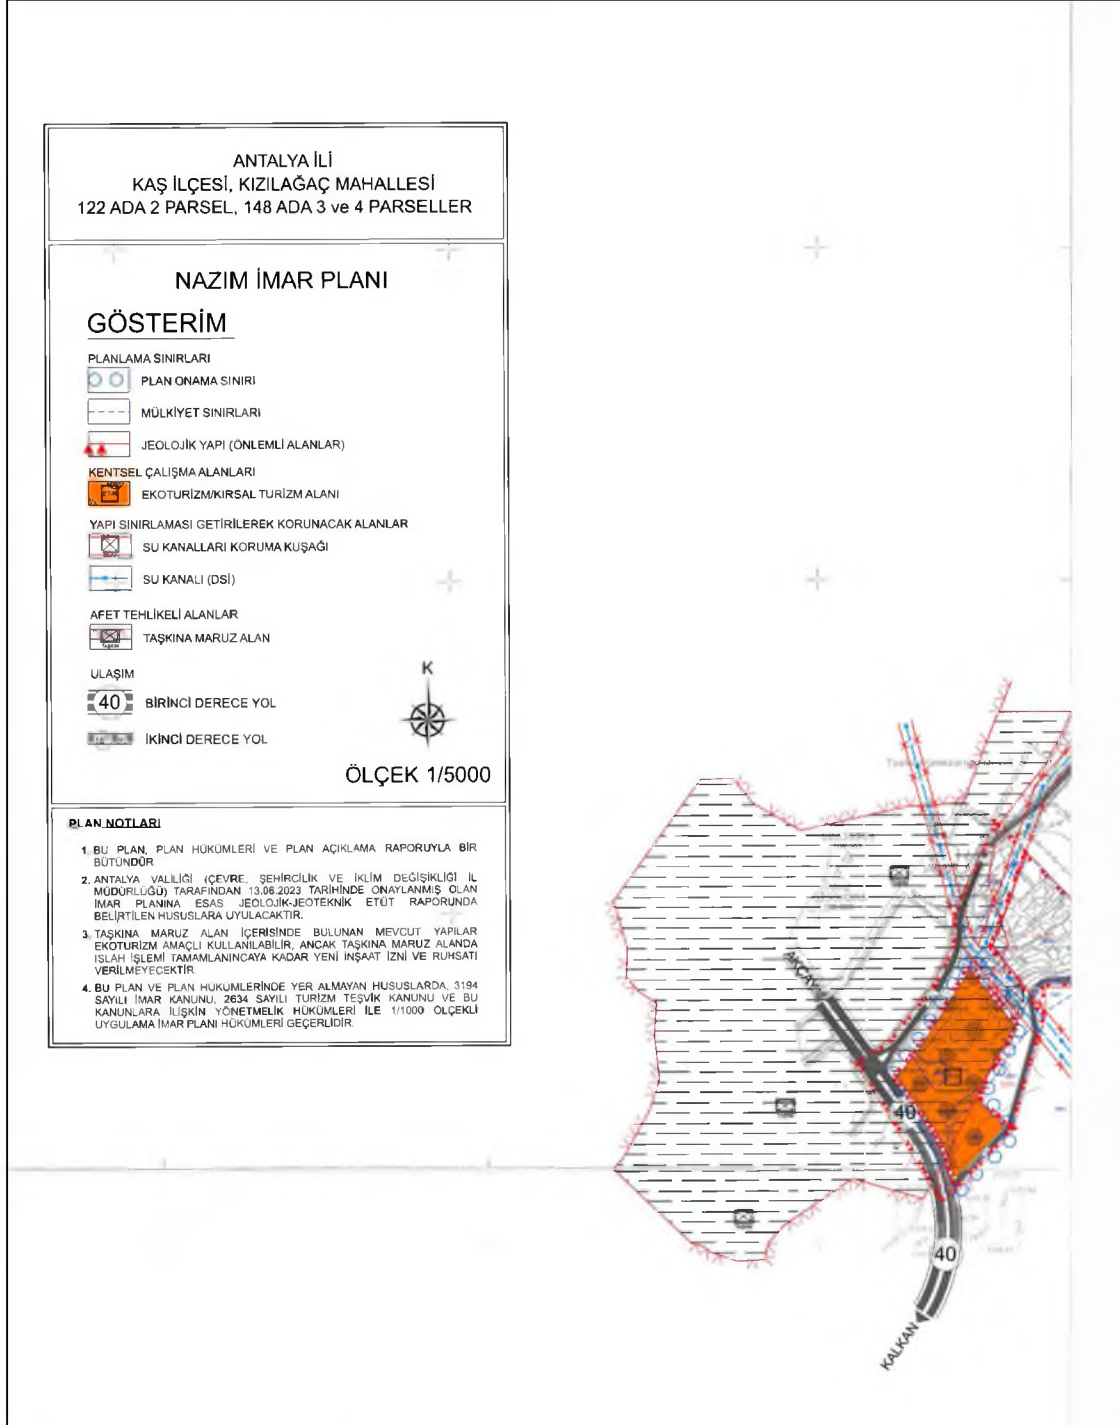 ANTALYA İLİ
KAŞ İLÇESİ, KIZILAĞAÇ MAHALLESİ
122 ADA 2 PARSEL, 148 ADA 3 ve 4 PARSELLER
NAZIM İMAR PLANI
GÖSTERİM
PLANLAMA SINIRLARI
PLAN ONAMA SINIRI
MÜLKİYET SINIRLARI
JEOLOJİK YAPI (ÖNLEMLİ ALANLAR)
KENTSEL ÇALIŞMA ALANLARI
EKOTURİZM/KIRSAL TURİZM ALANI
YAPI SINIRLAMASI GETİRİLEREK KORUNACAK ALANLAR
SU KANALLARI KORUMA KUŞAĞI
SU KANALI (DSİ)
AFET TEHLİKELİ ALANLAR
TAŞKINA MARUZ ALAN
ULAŞIM
40 BİRİNCİ DERECE YOL
İKİNCİ DERECE YOL
K
ÖLÇEK 1/5000
PLAN NOTLARI
1. BU PLAN, PLAN HÜKÜMLERİ VE PLAN AÇIKLAMA RAPORUYLA BİR
BÜTÜNDÜR
2. ANTALYA VALİLİĞİ (ÇEVRE, ŞEHİRCİLİK VE İKLİM DEĞİŞİKLİĞİ İL
MÜDÜRLÜĞÜ) TARAFINDAN 13.06.2023 TARİHİNDE ONAYLANMIŞ OLAN
İMAR PLANINA ESAS JEOLOJİK-JEOTEKNİK ETÜT RAPORUNDA
BELİRTİLEN HUSUSLARA UYULACAKTIR.
3. TAŞKINA MARUZ ALAN İÇERİSİNDE BULUNAN MEVCUT YAPILAR
EKOTURİZM AMAÇLI KULLANILABİLİR, ANCAK TAŞKINA MARUZ ALANDA
ISLAH İŞLEMİ TAMAMLANINCAYA KADAR YENİ İNŞAAT İZNİ VE RUHSATI
VERİLMEYECEKTİR
4. BU PLAN VE PLAN HÜKÜMLERİNDE YER ALMAYAN HUSUSLARDA, 3194
SAYILI İMAR KANUNU, 2634 SAYILI TURİZM TEŞVİK KANUNU VE BU
KANUNLARA İLİŞKİN YÖNETMELİK HÜKÜMLERİ İLE 1/1000 ÖLÇEKLİ
UYGULAMA İMAR PLANI HÜKÜMLERİ GEÇERLİDİR.
AKÇAY
40
40
KALKAN